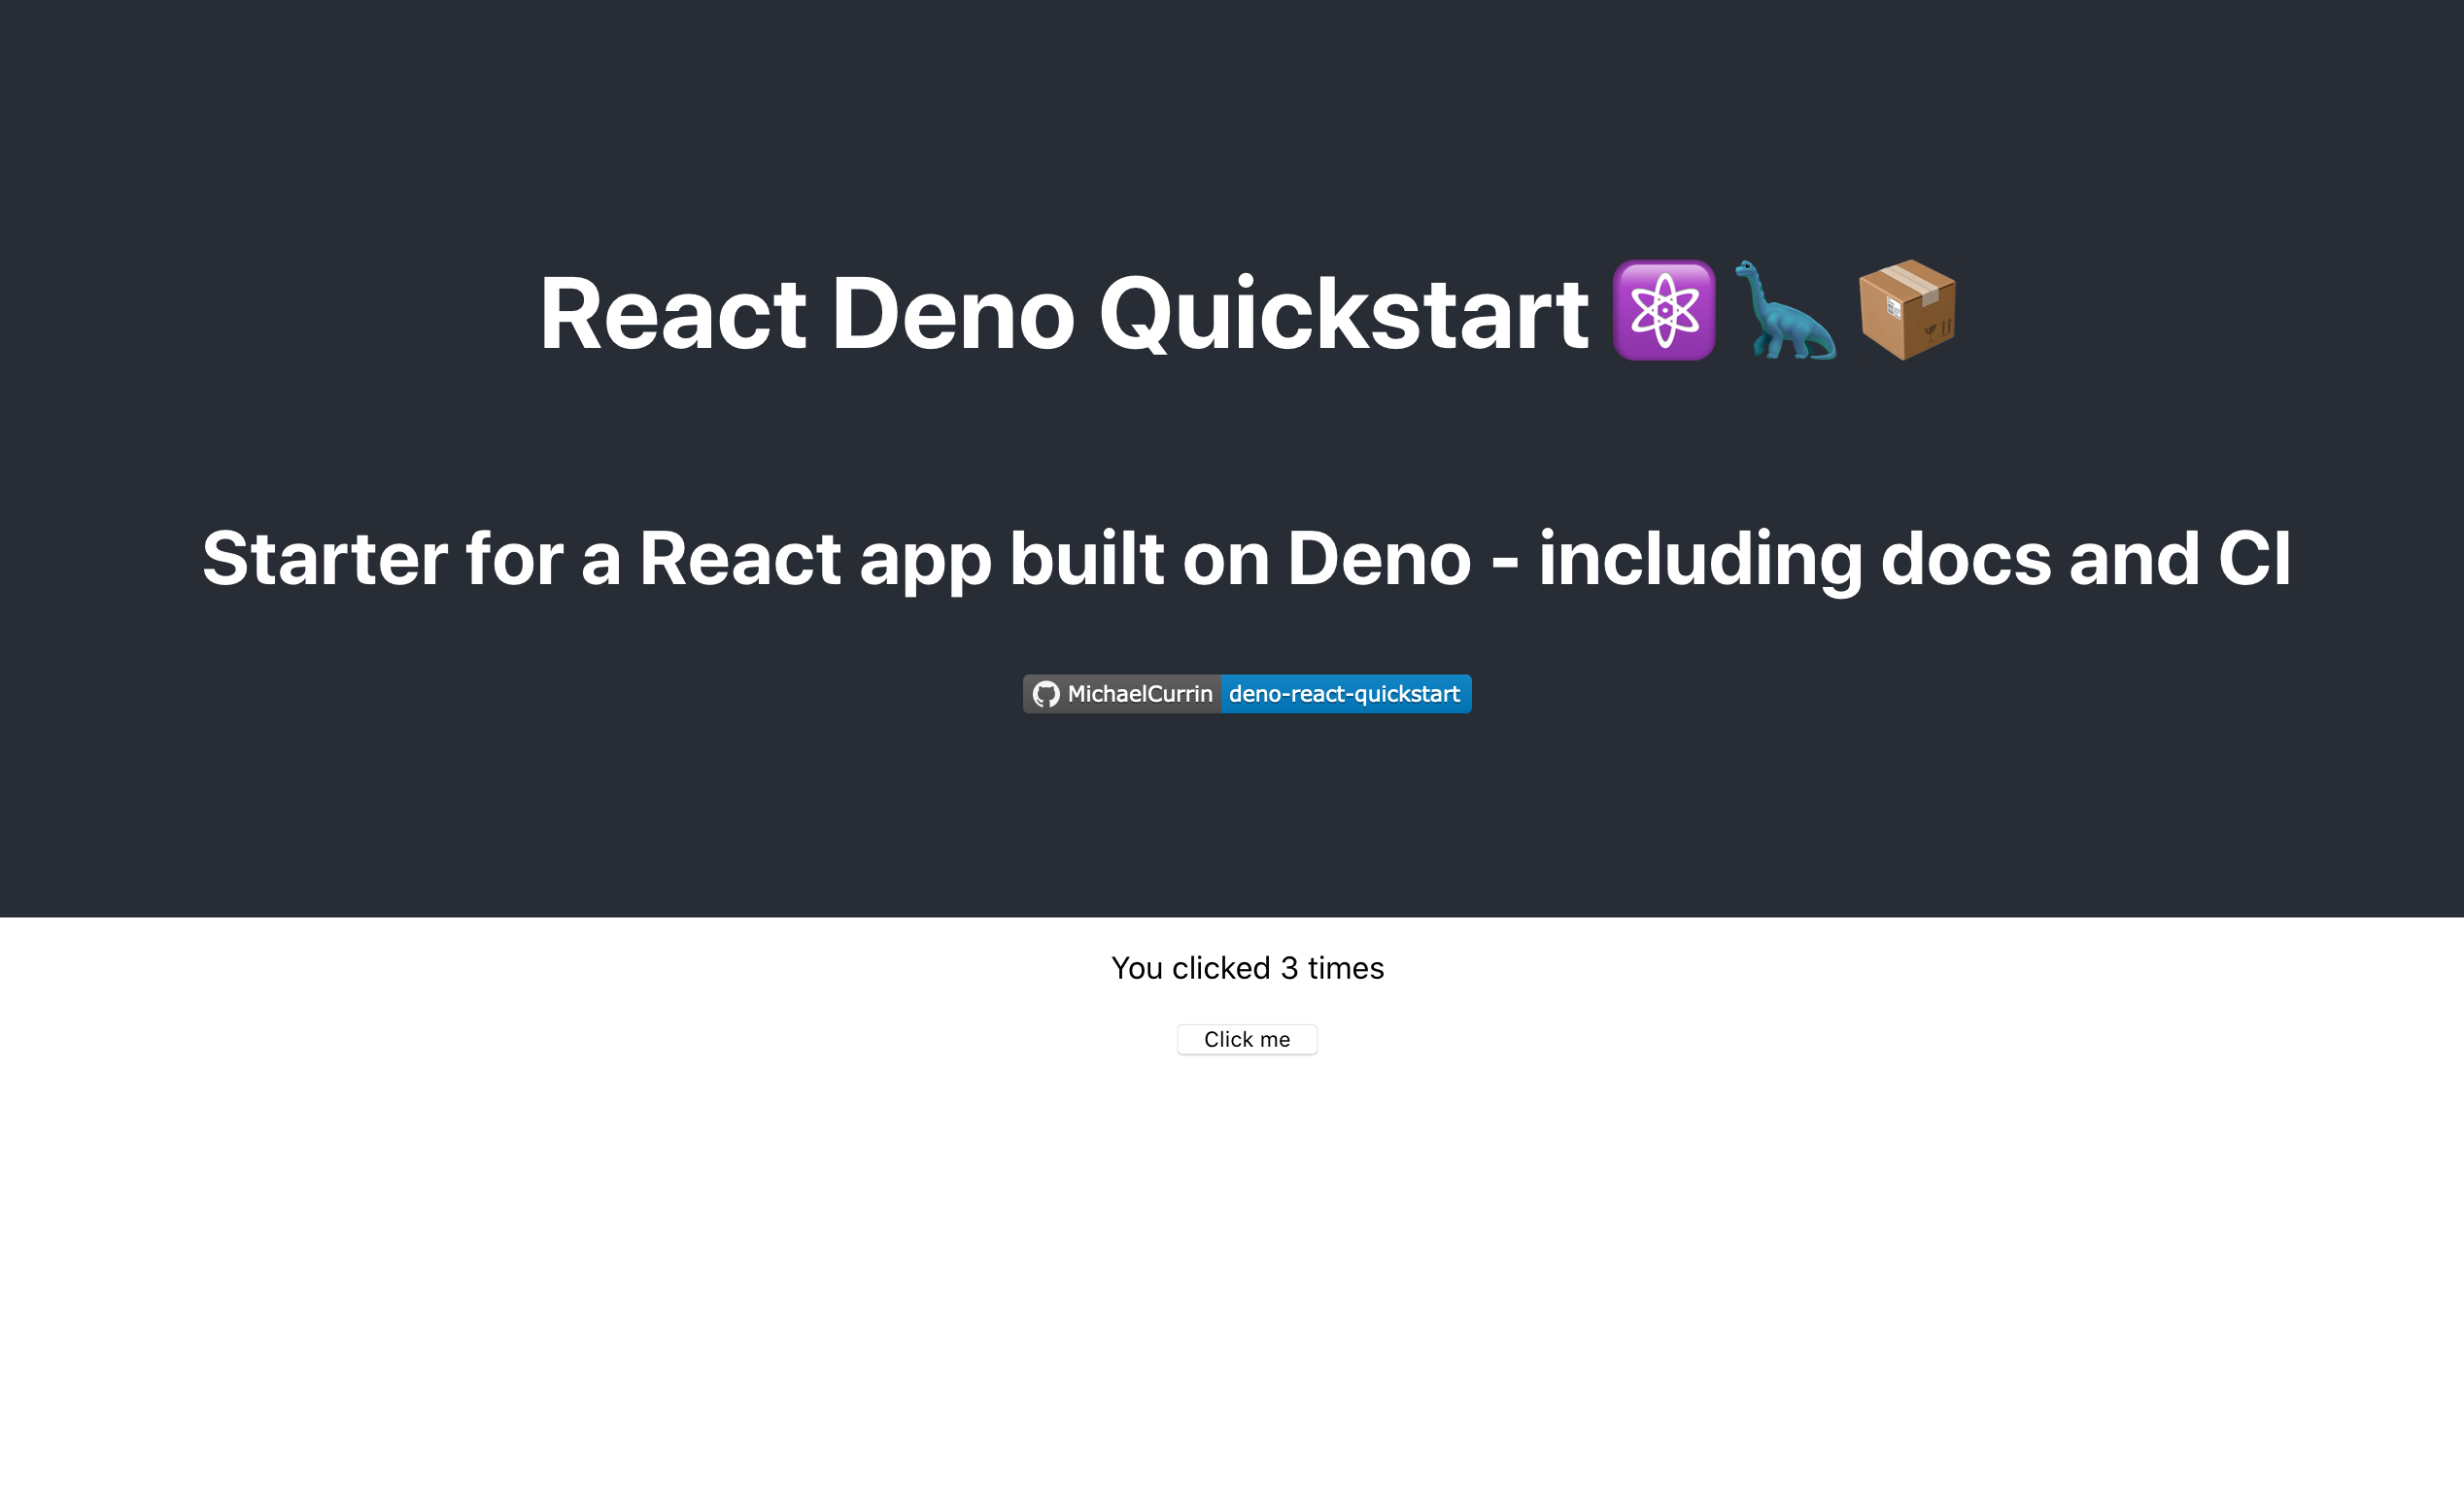 React Deno Quickstart ⚛️🦕📦
Starter for a React app built on Deno - including docs and CI
MichaelCurrin deno-react-quickstart
You clicked 3 times
Click me